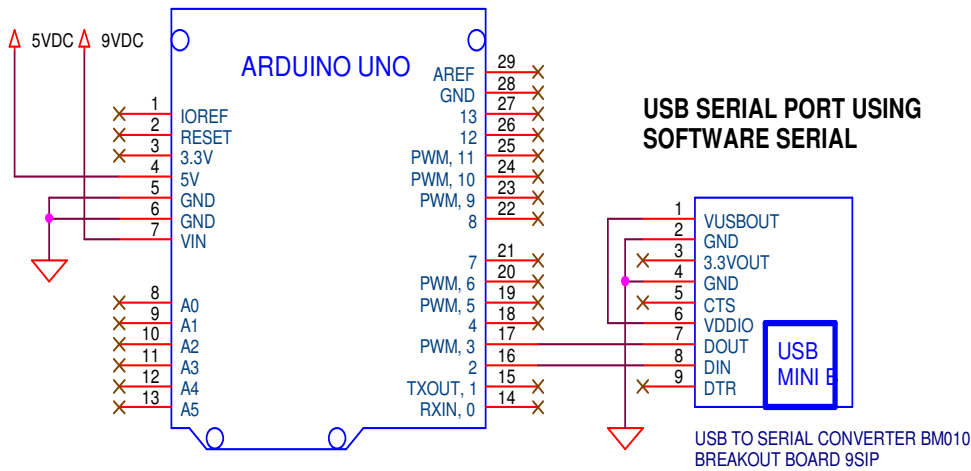 5VDC 9VDC
ARDUINO UNO
1 IOREF
2 RESET
3 3.3V
4 5V
5 GND
6 GND
7 VIN
8 A0
9 A1
10 A2
11 A3
12 A4
13 A5
AREF 29
GND 28
13 27
12 26
PWM, 11 25
PWM, 10 24
PWM, 9 23
8 22
7 21
PWM, 6 20
PWM, 5 19
4 18
PWM, 3 17
2 16
TXOUT, 1 15
RXIN, 0 14
USB SERIAL PORT USING
SOFTWARE SERIAL
1 VUSBOUT
2 GND
3 3.3VOUT
4 GND
5 CTS
6 VDDIO
7 DOUT
8 DIN
9 DTR
USB
MINI B
USB TO SERIAL CONVERTER BM010
BREAKOUT BOARD 9SIP